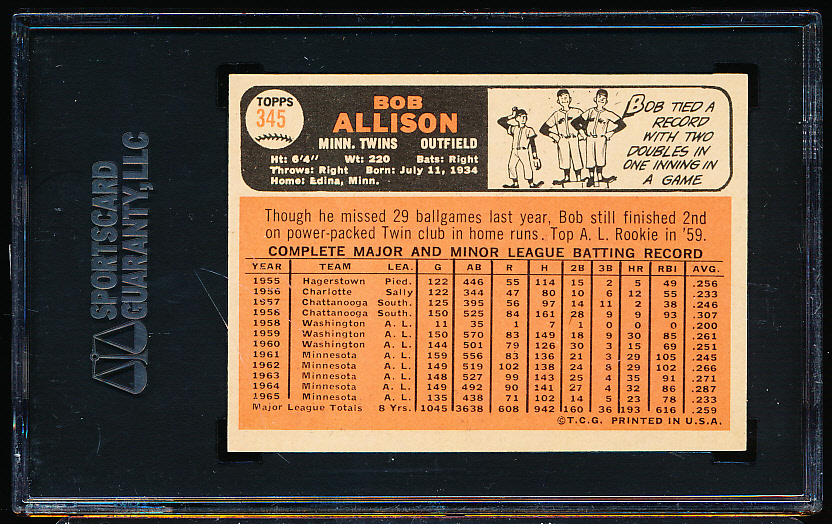 SPORTSCARD
GUARANTY, LLC
TOPPS
345
BOB
ALLISON
MINN. TWINS OUTFIELD
Ht: 6'4" Wt: 220 Bats: Right
Throws: Right Born: July 11, 1934
Home: Edina, Minn.
BOB TIED A
RECORD
WITH TWO
DOUBLES IN
ONE INNING IN
A GAME
Though he missed 29 ballgames last year, Bob still finished 2nd
on power-packed Twin club in home runs. Top A. L. Rookie in '59.
COMPLETE MAJOR AND MINOR LEAGUE BATTING RECORD
YEAR TEAM LEA. G AB R H 2B 3B HR RBI AVG.
1955 Hagerstown Pied. 122 446 55 114 15 2 5 49 .256
1956 Charlotte Sally 122 344 47 80 10 6 12 55 .233
1957 Chattanooga South. 125 395 56 97 14 11 2 38 .246
1958 Chattanooga South. 150 525 84 161 28 9 9 93 .307
1958 Washington A. L. 11 35 1 7 1 0 0 0 .200
1959 Washington A. L. 150 570 83 149 18 9 30 85 .261
1960 Washington A. L. 144 501 79 126 30 3 15 69 .251
1961 Minnesota A. L. 159 556 83 136 21 3 29 105 .245
1962 Minnesota A. L. 149 519 102 138 24 8 29 102 .266
1963 Minnesota A. L. 148 527 99 143 25 4 35 91 .271
1964 Minnesota A. L. 149 492 90 141 27 4 32 86 .287
1965 Minnesota A. L. 135 438 71 102 14 5 23 78 .233
Major League Totals 8 Yrs. 1045 3638 608 942 160 36 193 616 .259
©T.C.G. PRINTED IN U.S.A.